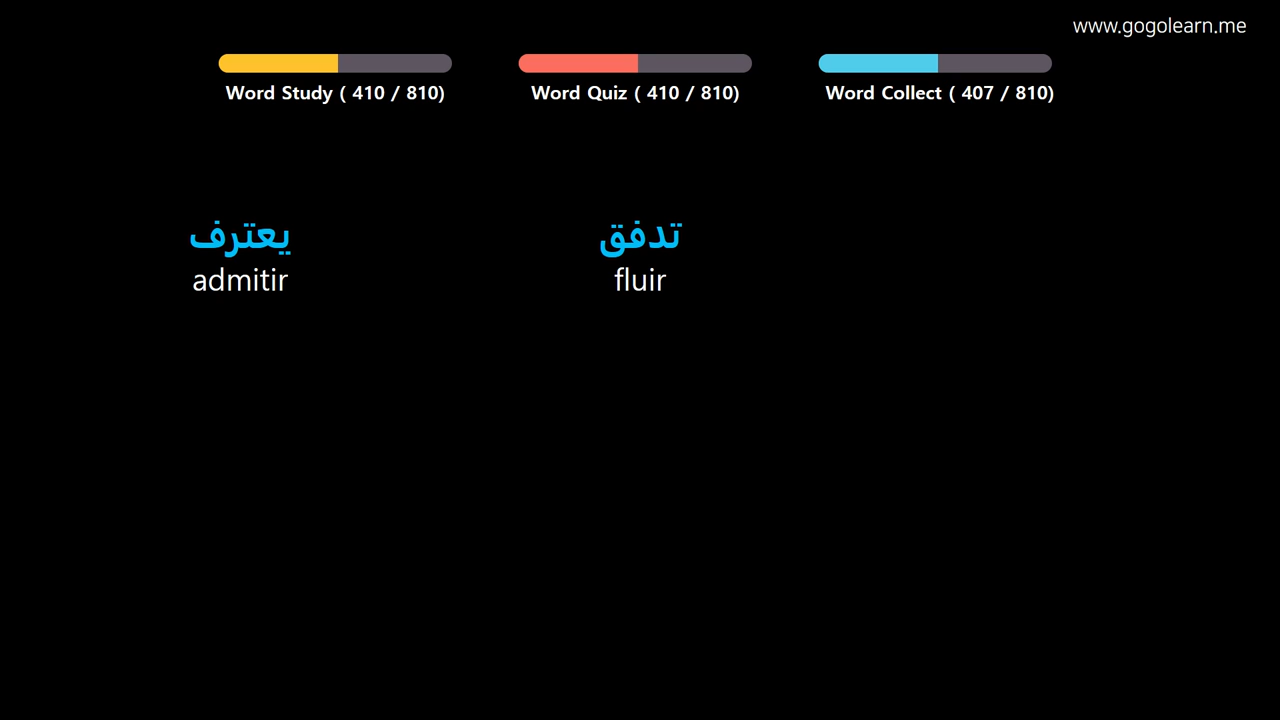 www.gogolearn.me
Word Study ( 410 / 810)
Word Quiz ( 410 / 810)
Word Collect ( 407 / 810)
يعترف
admitir
تدفق
fluir